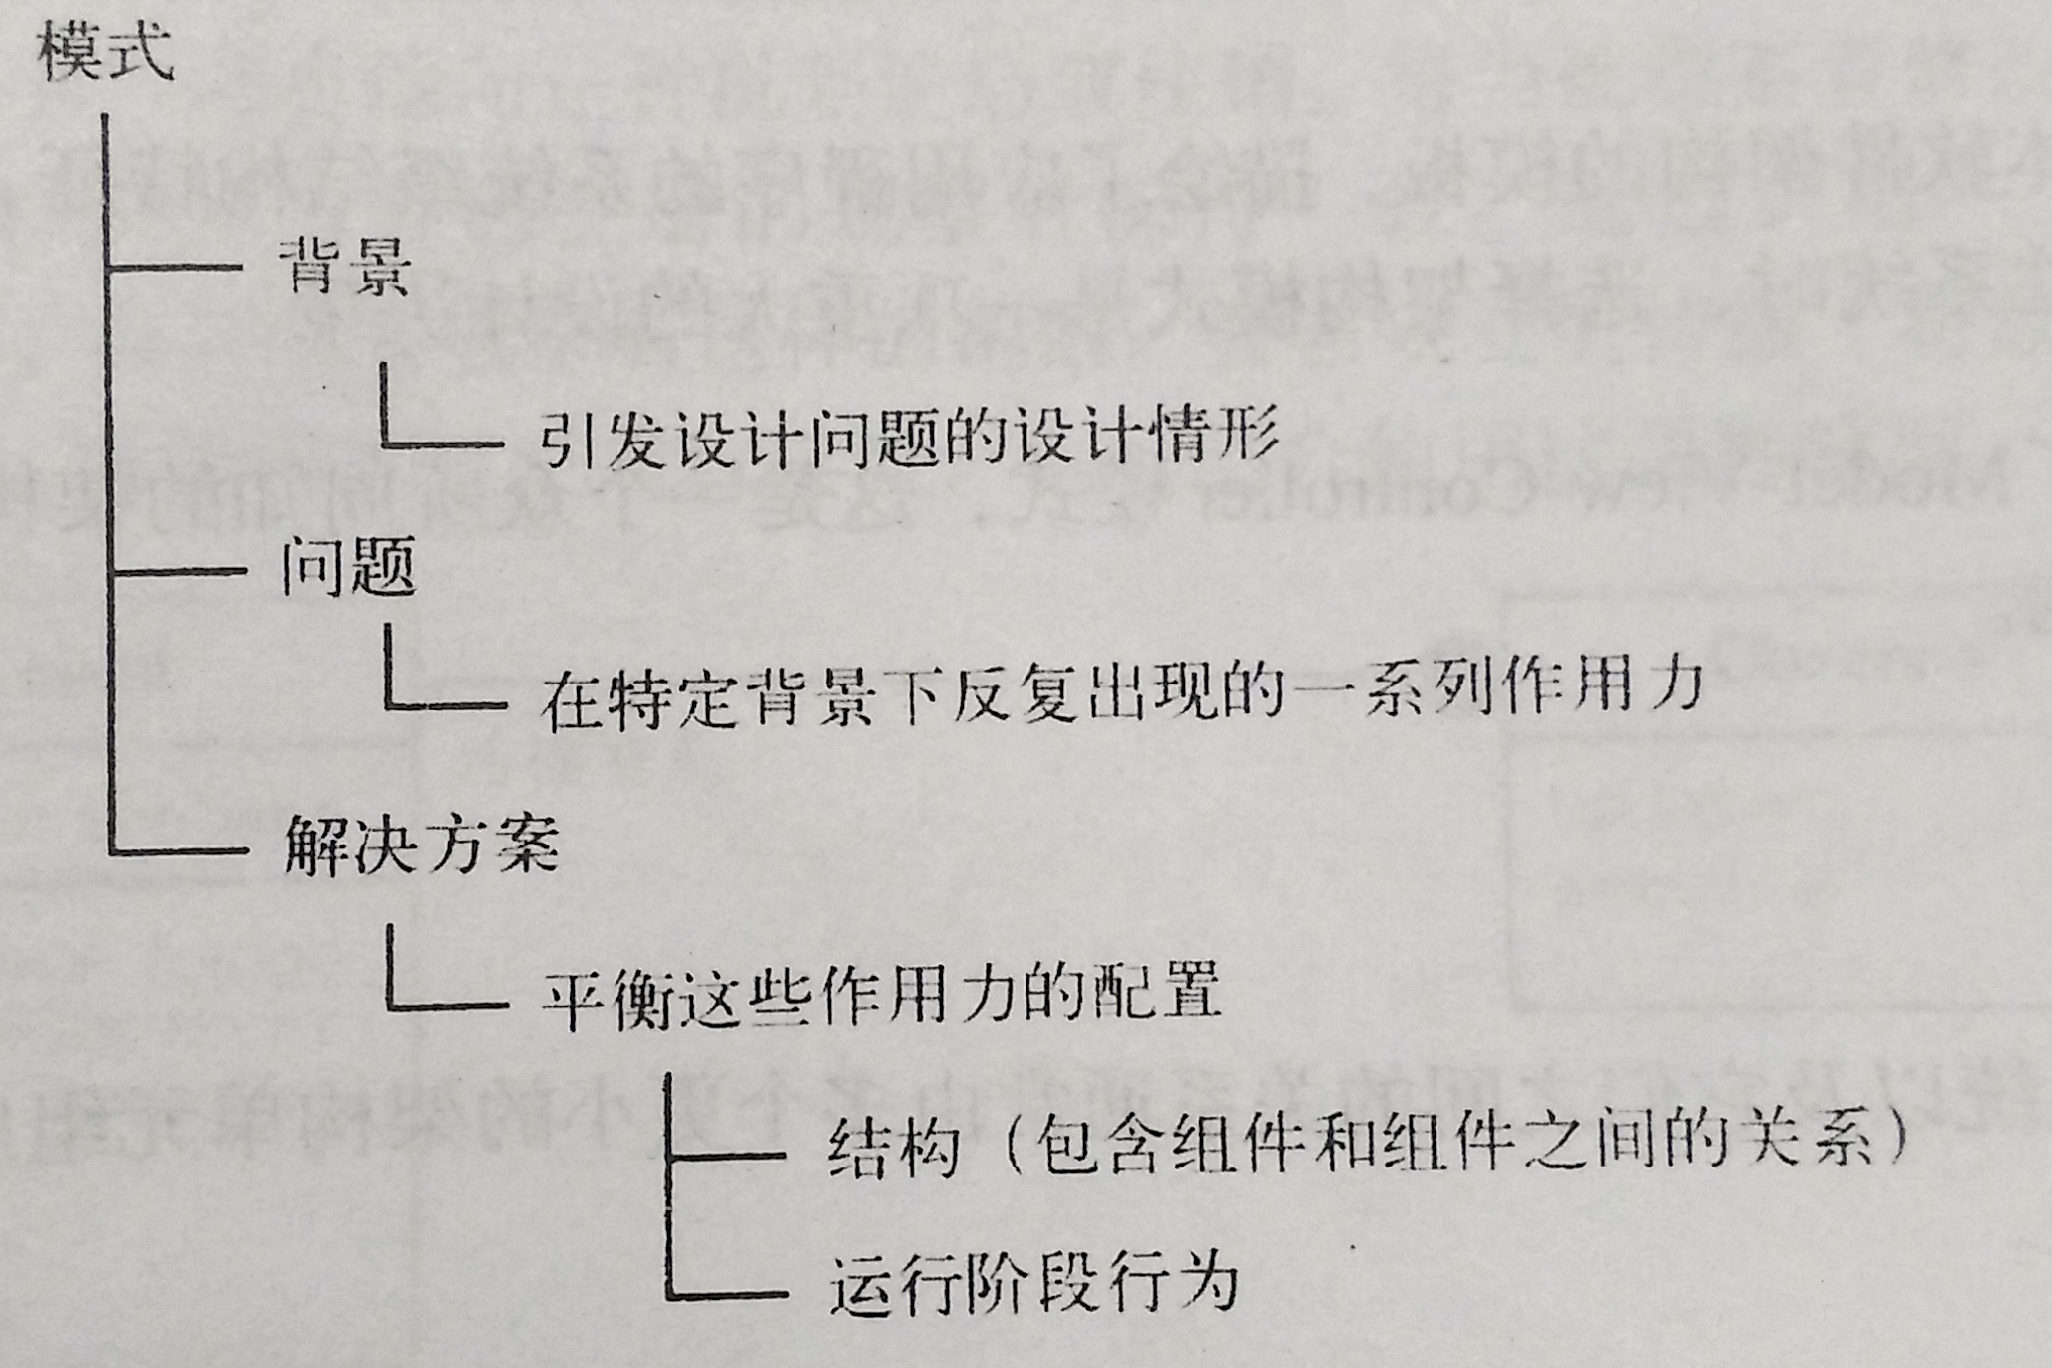 模式
背景
引发设计问题的设计情形
问题
在特定背景下反复出现的一系列作用力
解决方案
平衡这些作用力的配置
结构（包含组件和组件之间的关系）
运行阶段行为